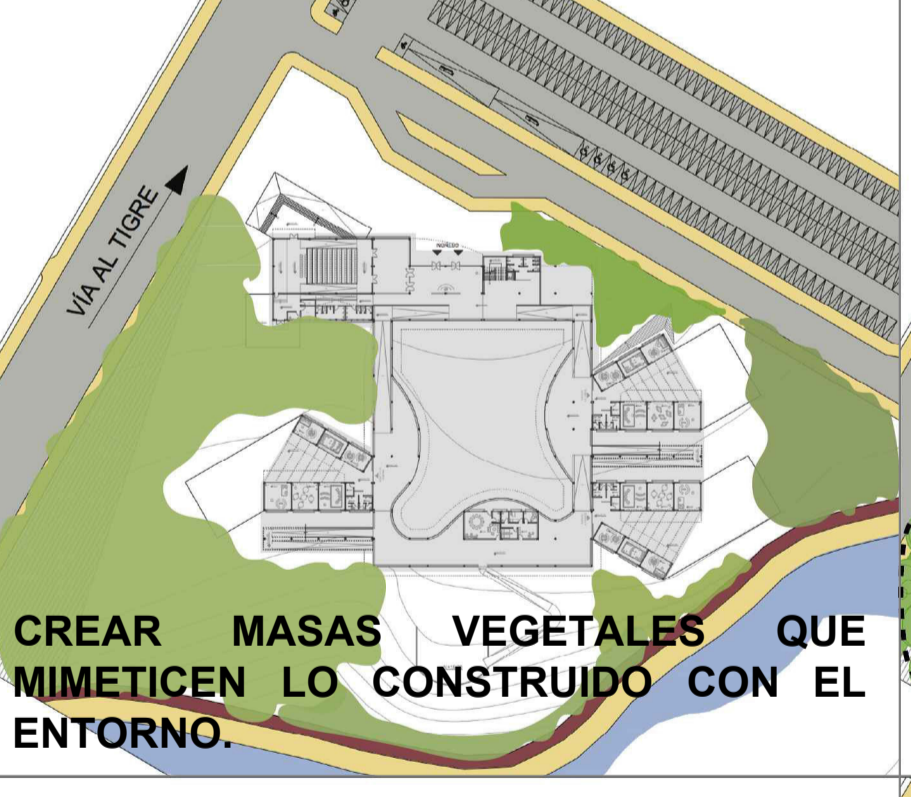 VÍA AL TIGRE
INGRESO
CREAR MASAS VEGETALES QUE
MIMETICEN LO CONSTRUIDO CON EL
ENTORNO.